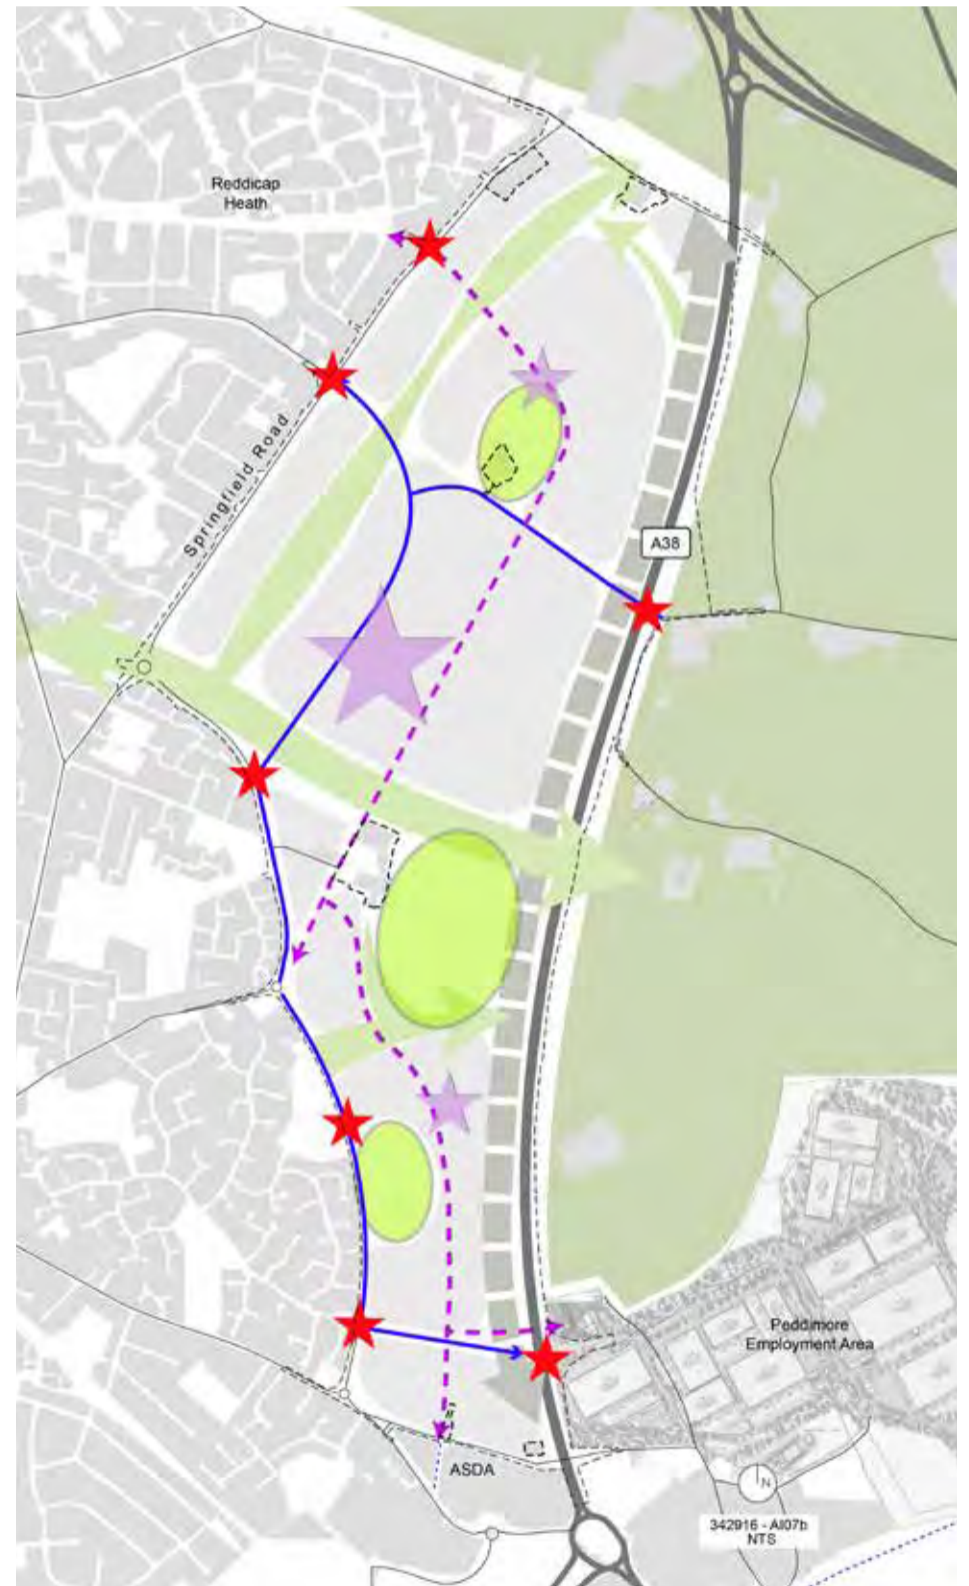 Reddicap
Heath
Springfield Road
A38
Peddimore
Employment Area
ASDA
N
342916 - AI07b
NTS